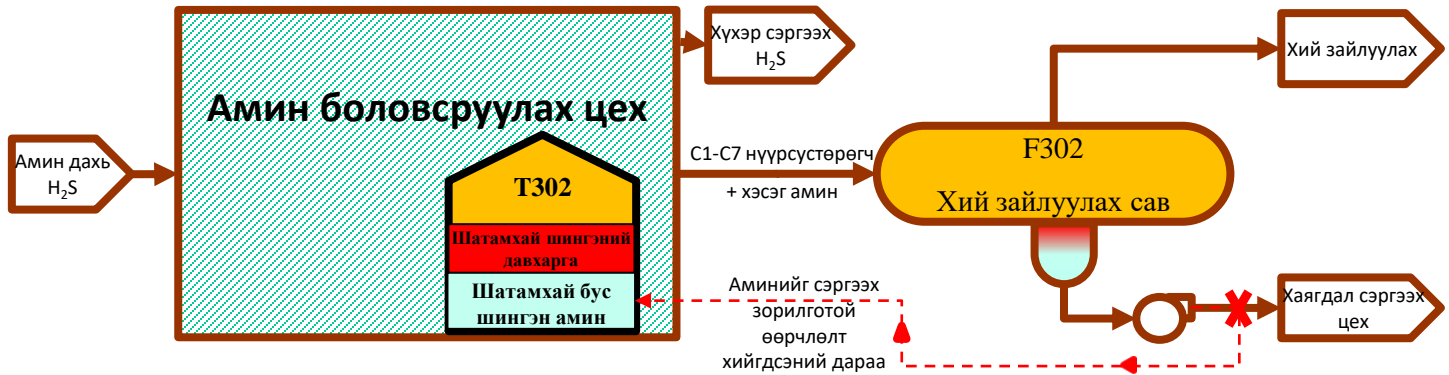 Амин дахь
H₂S
Амин боловсруулах цех
T302
Шатамхай шингэний
давхарга
Шатамхай бус
шингэн амин
Хүхэр сэргээх
H₂S
C1-C7 нүүрсустөрөгч
+ хэсэг амин
F302
Хий зайлуулах сав
Хий зайлуулах
Аминийг сэргээх
зорилготой
өөрчлөлт
хийгдсэний дараа
Хаягдал сэргээх
цех